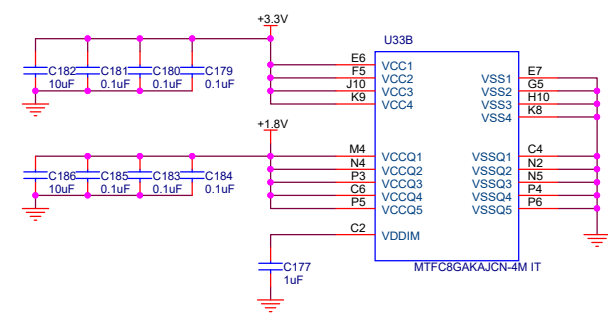 +3.3V
U33B
C182 C181 C180 C179
10uF 0.1uF 0.1uF 0.1uF
E6 VCC1
F5 VCC2
J10 VCC3
K9 VCC4
VSS1 E7
VSS2 G5
VSS3 H10
VSS4 K8
+1.8V
C186 C185 C183 C184
10uF 0.1uF 0.1uF 0.1uF
M4 VCCQ1
N4 VCCQ2
P3 VCCQ3
C6 VCCQ4
P5 VCCQ5
VSSQ1 C4
VSSQ2 N2
VSSQ3 N5
VSSQ4 P4
VSSQ5 P6
C2 VDDIM
C177
1uF
MTFC8GAKAJCN-4M IT